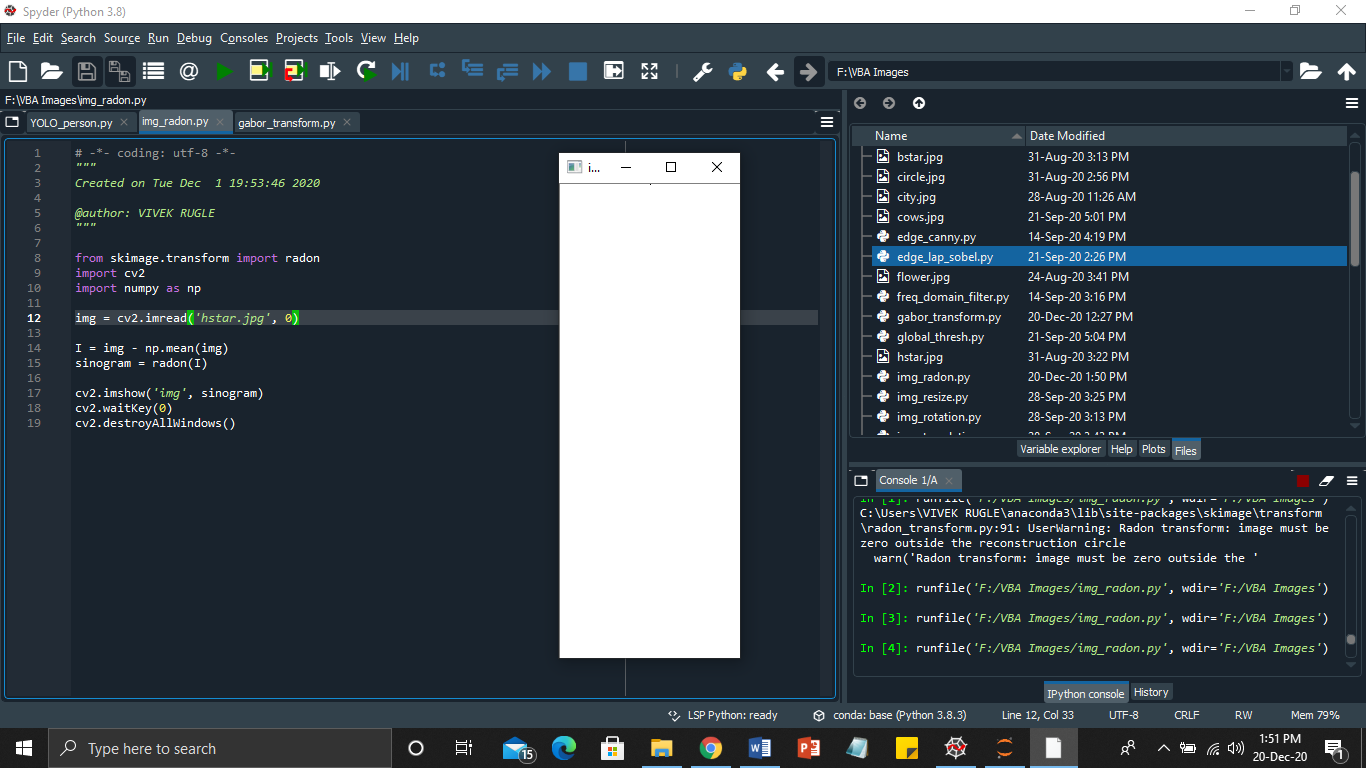 Spyder (Python 3.8)
File Edit Search Source Run Debug Consoles Projects Tools View Help
F:\VBA Images
F:\VBA Images\img_radon.py
YOLO_person.py
img_radon.py
gabor_transform.py
1 # -*- coding: utf-8 -*-
2 """
3 Created on Tue Dec  1 19:53:46 2020
4
5 @author: VIVEK RUGLE
6 """
7
8 from skimage.transform import radon
9 import cv2
10 import numpy as np
11
12 img = cv2.imread('hstar.jpg', 0)
13
14 I = img - np.mean(img)
15 sinogram = radon(I)
16
17 cv2.imshow('img', sinogram)
18 cv2.waitKey(0)
19 cv2.destroyAllWindows()
i...
Name Date Modified
bstar.jpg 31-Aug-20 3:13 PM
circle.jpg 31-Aug-20 2:56 PM
city.jpg 28-Aug-20 11:26 AM
cows.jpg 21-Sep-20 5:01 PM
edge_canny.py 14-Sep-20 4:19 PM
edge_lap_sobel.py 21-Sep-20 2:26 PM
flower.jpg 24-Aug-20 3:41 PM
freq_domain_filter.py 14-Sep-20 3:16 PM
gabor_transform.py 20-Dec-20 12:27 PM
global_thresh.py 21-Sep-20 5:04 PM
hstar.jpg 31-Aug-20 3:22 PM
img_radon.py 20-Dec-20 1:50 PM
img_resize.py 28-Sep-20 3:25 PM
img_rotation.py 28-Sep-20 3:13 PM
Variable explorer Help Plots Files
Console 1/A
In [1]: runfile('F:/VBA Images/img_radon.py', wdir='F:/VBA Images')
C:\Users\VIVEK RUGLE\anaconda3\lib\site-packages\skimage\transform
\radon_transform.py:91: UserWarning: Radon transform: image must be
zero outside the reconstruction circle
warn('Radon transform: image must be zero outside the '
In [2]: runfile('F:/VBA Images/img_radon.py', wdir='F:/VBA Images')
In [3]: runfile('F:/VBA Images/img_radon.py', wdir='F:/VBA Images')
In [4]: runfile('F:/VBA Images/img_radon.py', wdir='F:/VBA Images')
IPython console History
LSP Python: ready conda: base (Python 3.8.3) Line 12, Col 33 UTF-8 CRLF RW Mem 79%
Type here to search
15
1:51 PM
20-Dec-20
1